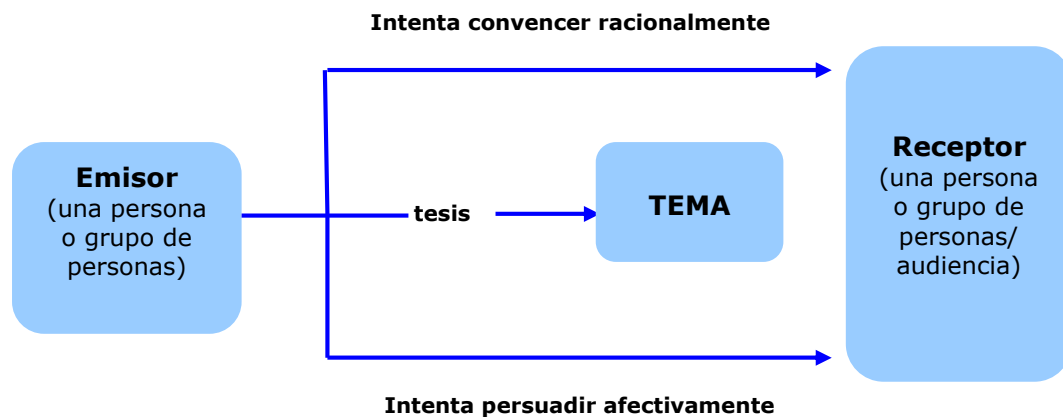 Intenta convencer racionalmente
Emisor
(una persona
o grupo de
personas)
tesis
TEMA
Receptor
(una persona
o grupo de
personas/
audiencia)
Intenta persuadir afectivamente